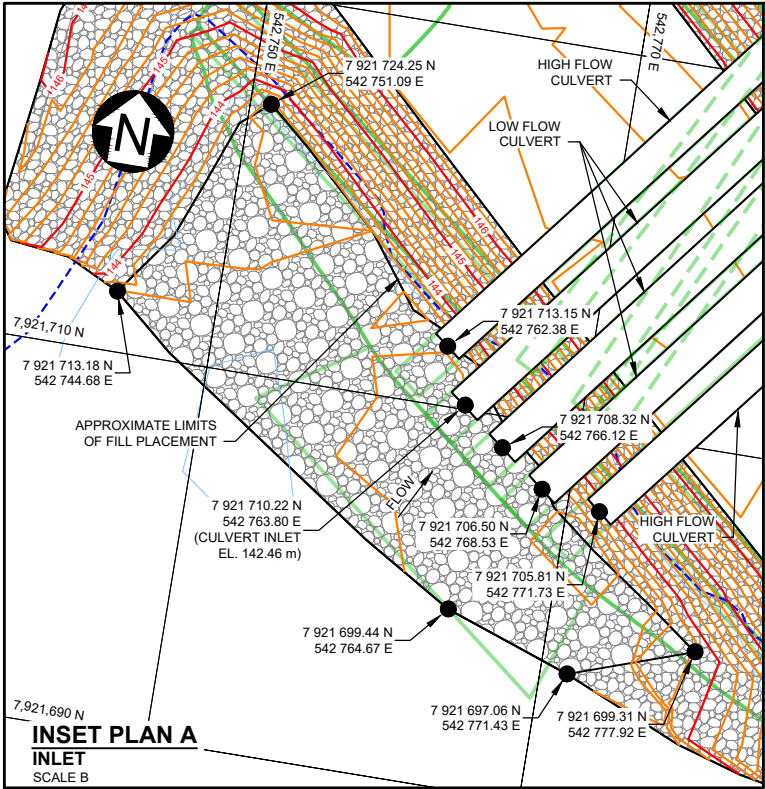 146
145
144
542,750 E
542,770 E
7 921 724.25 N
542 751.09 E
HIGH FLOW
CULVERT
LOW FLOW
CULVERT
N
145
146
145
144
144
7,921,710 N
7 921 713.18 N
542 744.68 E
7 921 713.15 N
542 762.38 E
APPROXIMATE LIMITS
OF FILL PLACEMENT
7 921 708.32 N
542 766.12 E
FLOW
7 921 710.22 N
542 763.80 E
(CULVERT INLET
EL. 142.46 m)
7 921 706.50 N
542 768.53 E
HIGH FLOW
CULVERT
7 921 705.81 N
542 771.73 E
7 921 699.44 N
542 764.67 E
7 921 697.06 N
542 771.43 E
7 921 699.31 N
542 777.92 E
7,921,690 N
INSET PLAN A
INLET
SCALE B